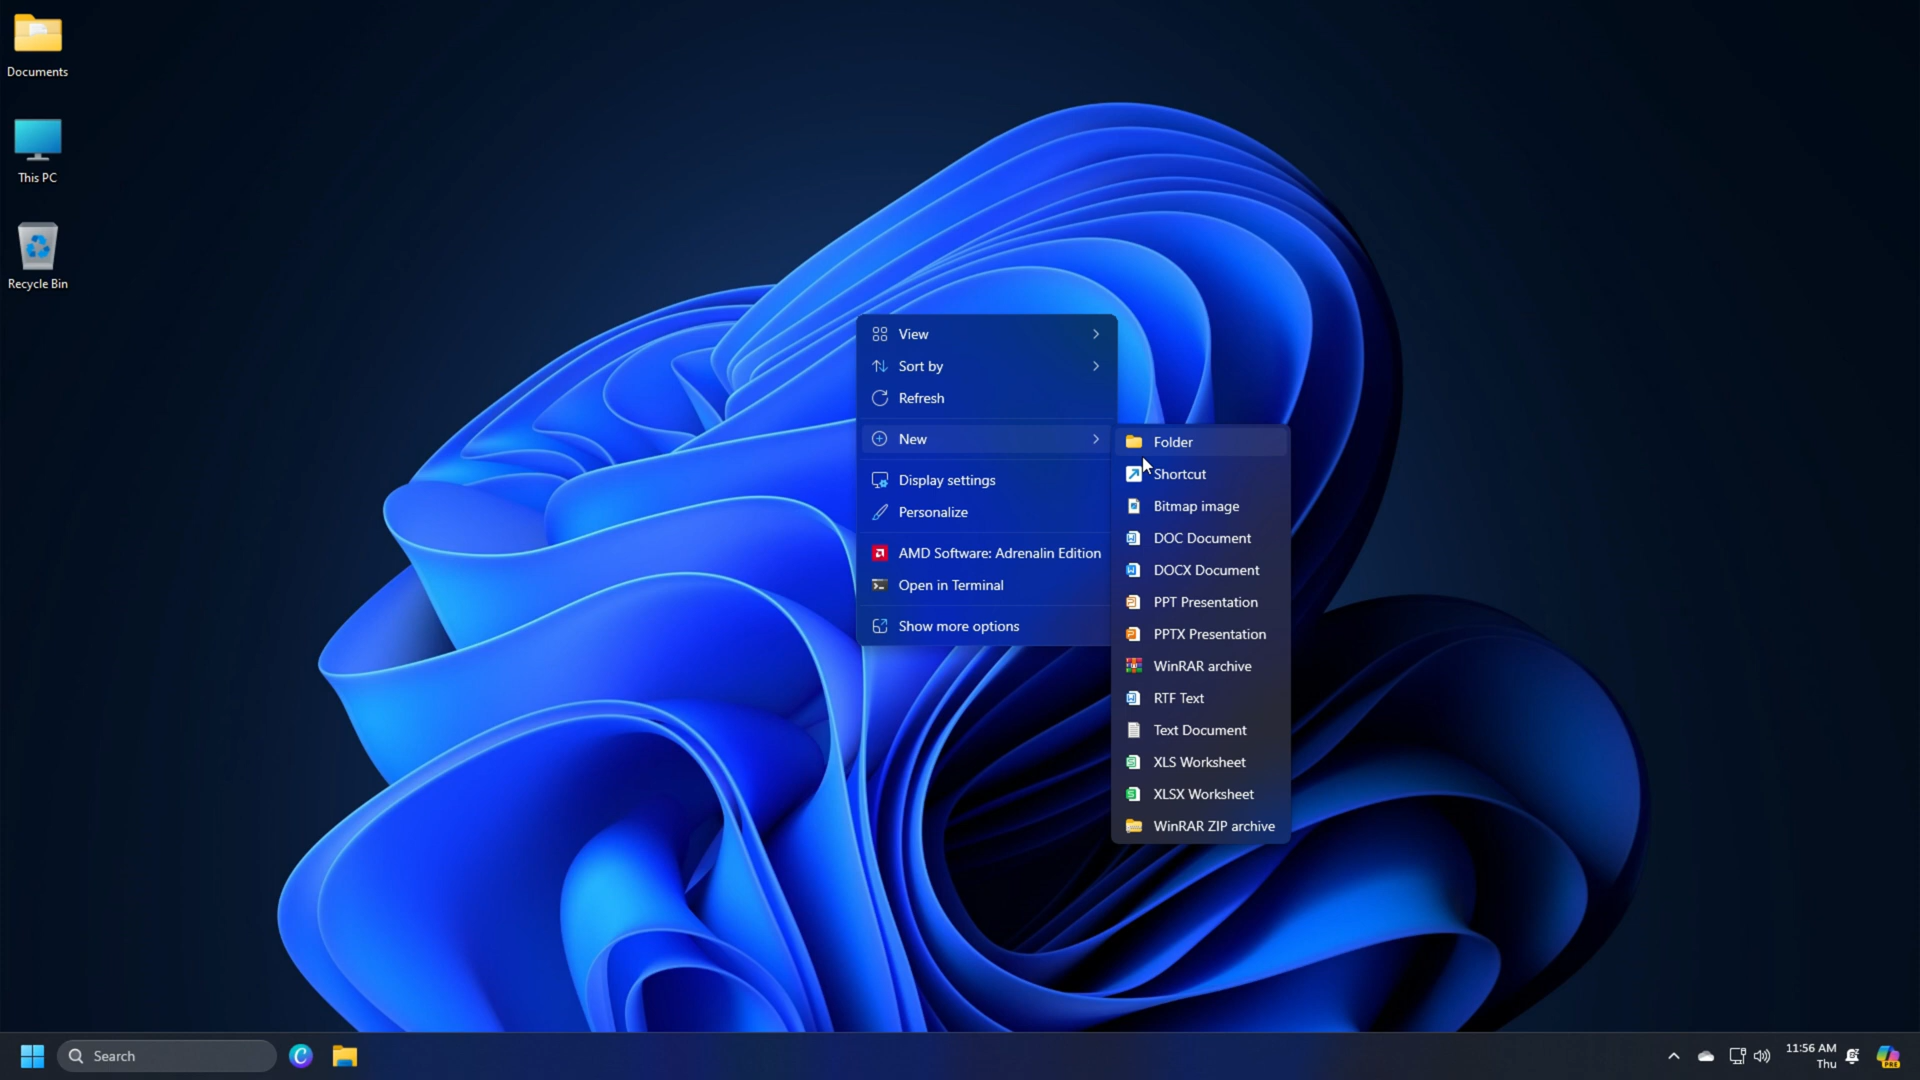 Documents
This PC
Recycle Bin
View
Sort by
Refresh
New
Display settings
Personalize
AMD Software: Adrenalin Edition
Open in Terminal
Show more options
Folder
Shortcut
Bitmap image
DOC Document
DOCX Document
PPT Presentation
PPTX Presentation
WinRAR archive
RTF Text
Text Document
XLS Worksheet
XLSX Worksheet
WinRAR ZIP archive
Search
11:56 AM
Thu
PRE